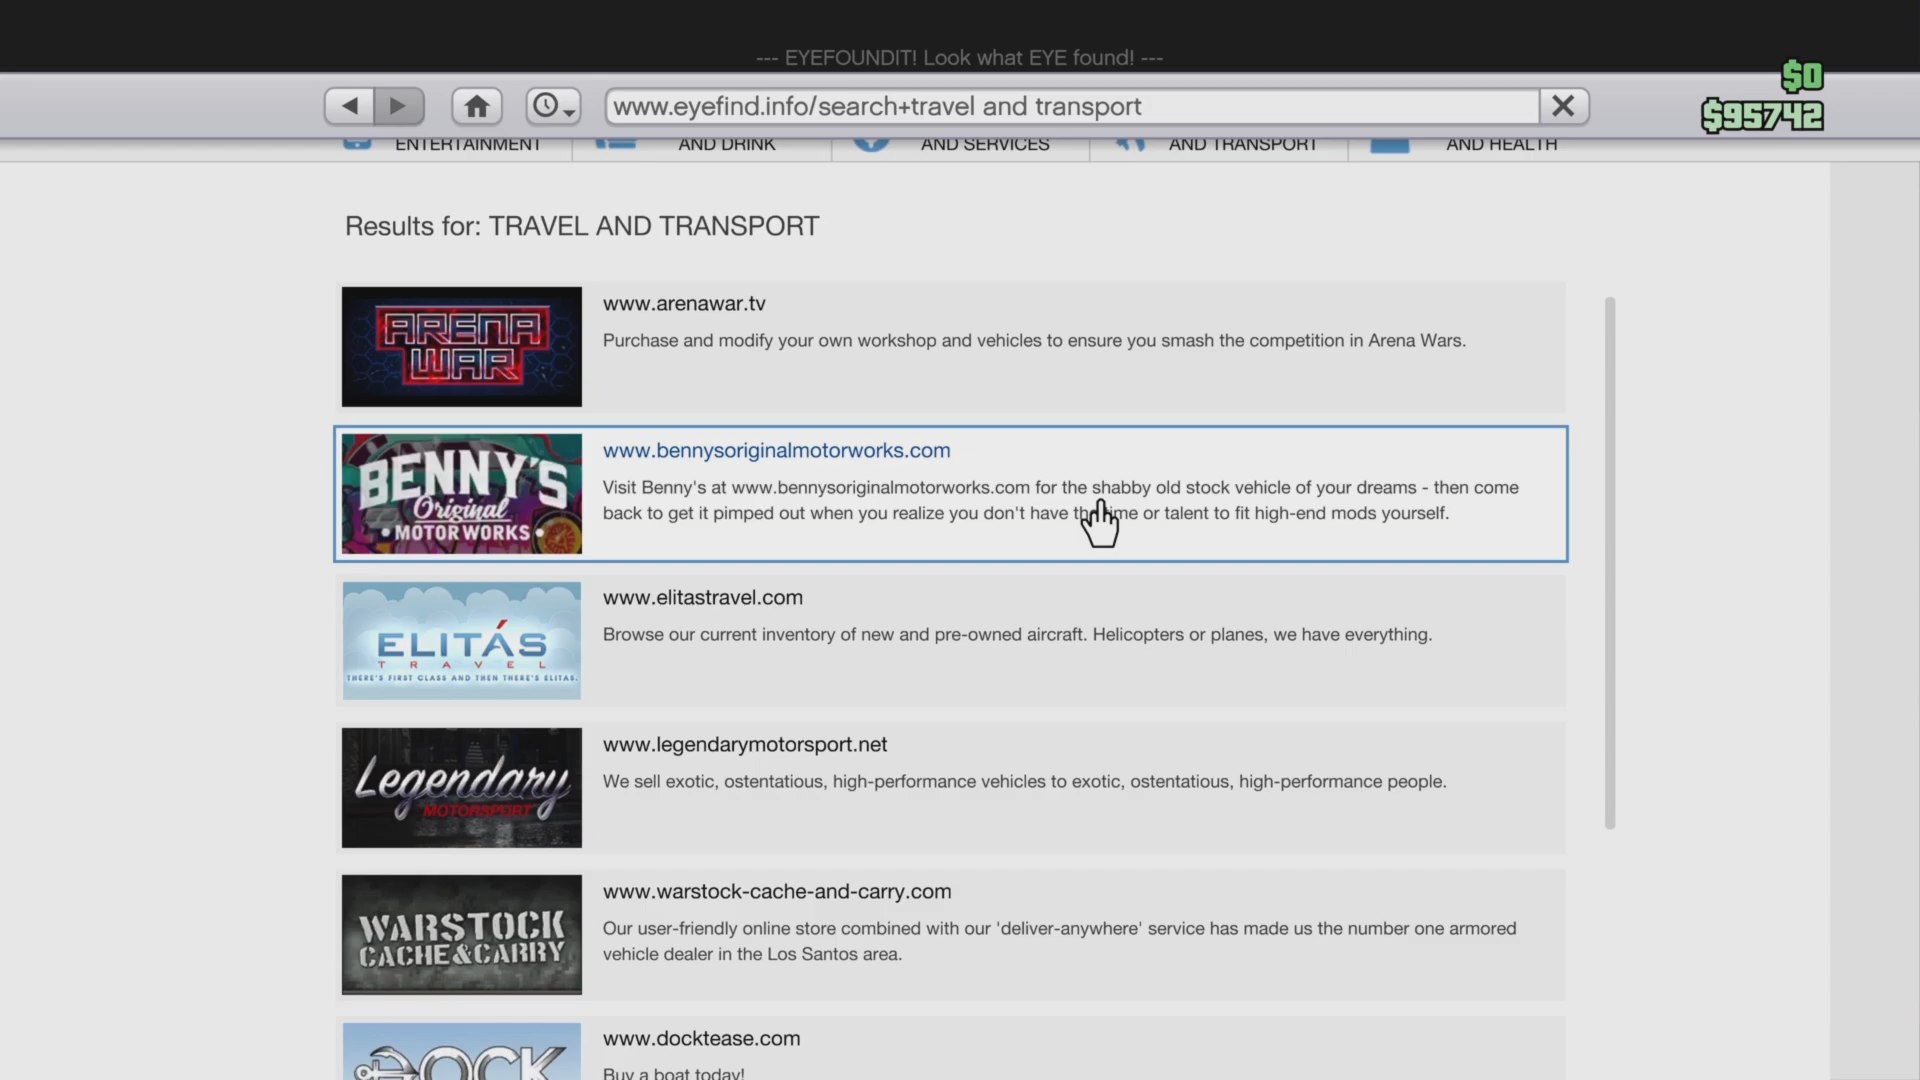 --- EYEFOUNDIT! Look what EYE found! ---
$0
www.eyefind.info/search+travel and transport
$95742
ENTERTAINMENT
AND DRINK
AND SERVICES
AND TRANSPORT
AND HEALTH
Results for: TRAVEL AND TRANSPORT
ARENA
WAR
www.arenawar.tv
Purchase and modify your own workshop and vehicles to ensure you smash the competition in Arena Wars.
BENNY'S
Original
• MOTORWORKS •
www.bennysoriginalmotorworks.com
Visit Benny's at www.bennysoriginalmotorworks.com for the shabby old stock vehicle of your dreams - then come
back to get it pimped out when you realize you don't have the time or talent to fit high-end mods yourself.
ELITÁS
TRAVEL
THERE'S FIRST CLASS AND THEN THERE'S ELITAS.
www.elitastravel.com
Browse our current inventory of new and pre-owned aircraft. Helicopters or planes, we have everything.
Legendary
MOTORSPORT
www.legendarymotorsport.net
We sell exotic, ostentatious, high-performance vehicles to exotic, ostentatious, high-performance people.
WARSTOCK
CACHE&CARRY
www.warstock-cache-and-carry.com
Our user-friendly online store combined with our 'deliver-anywhere' service has made us the number one armored
vehicle dealer in the Los Santos area.
DOCK
www.docktease.com
Buy a boat today!